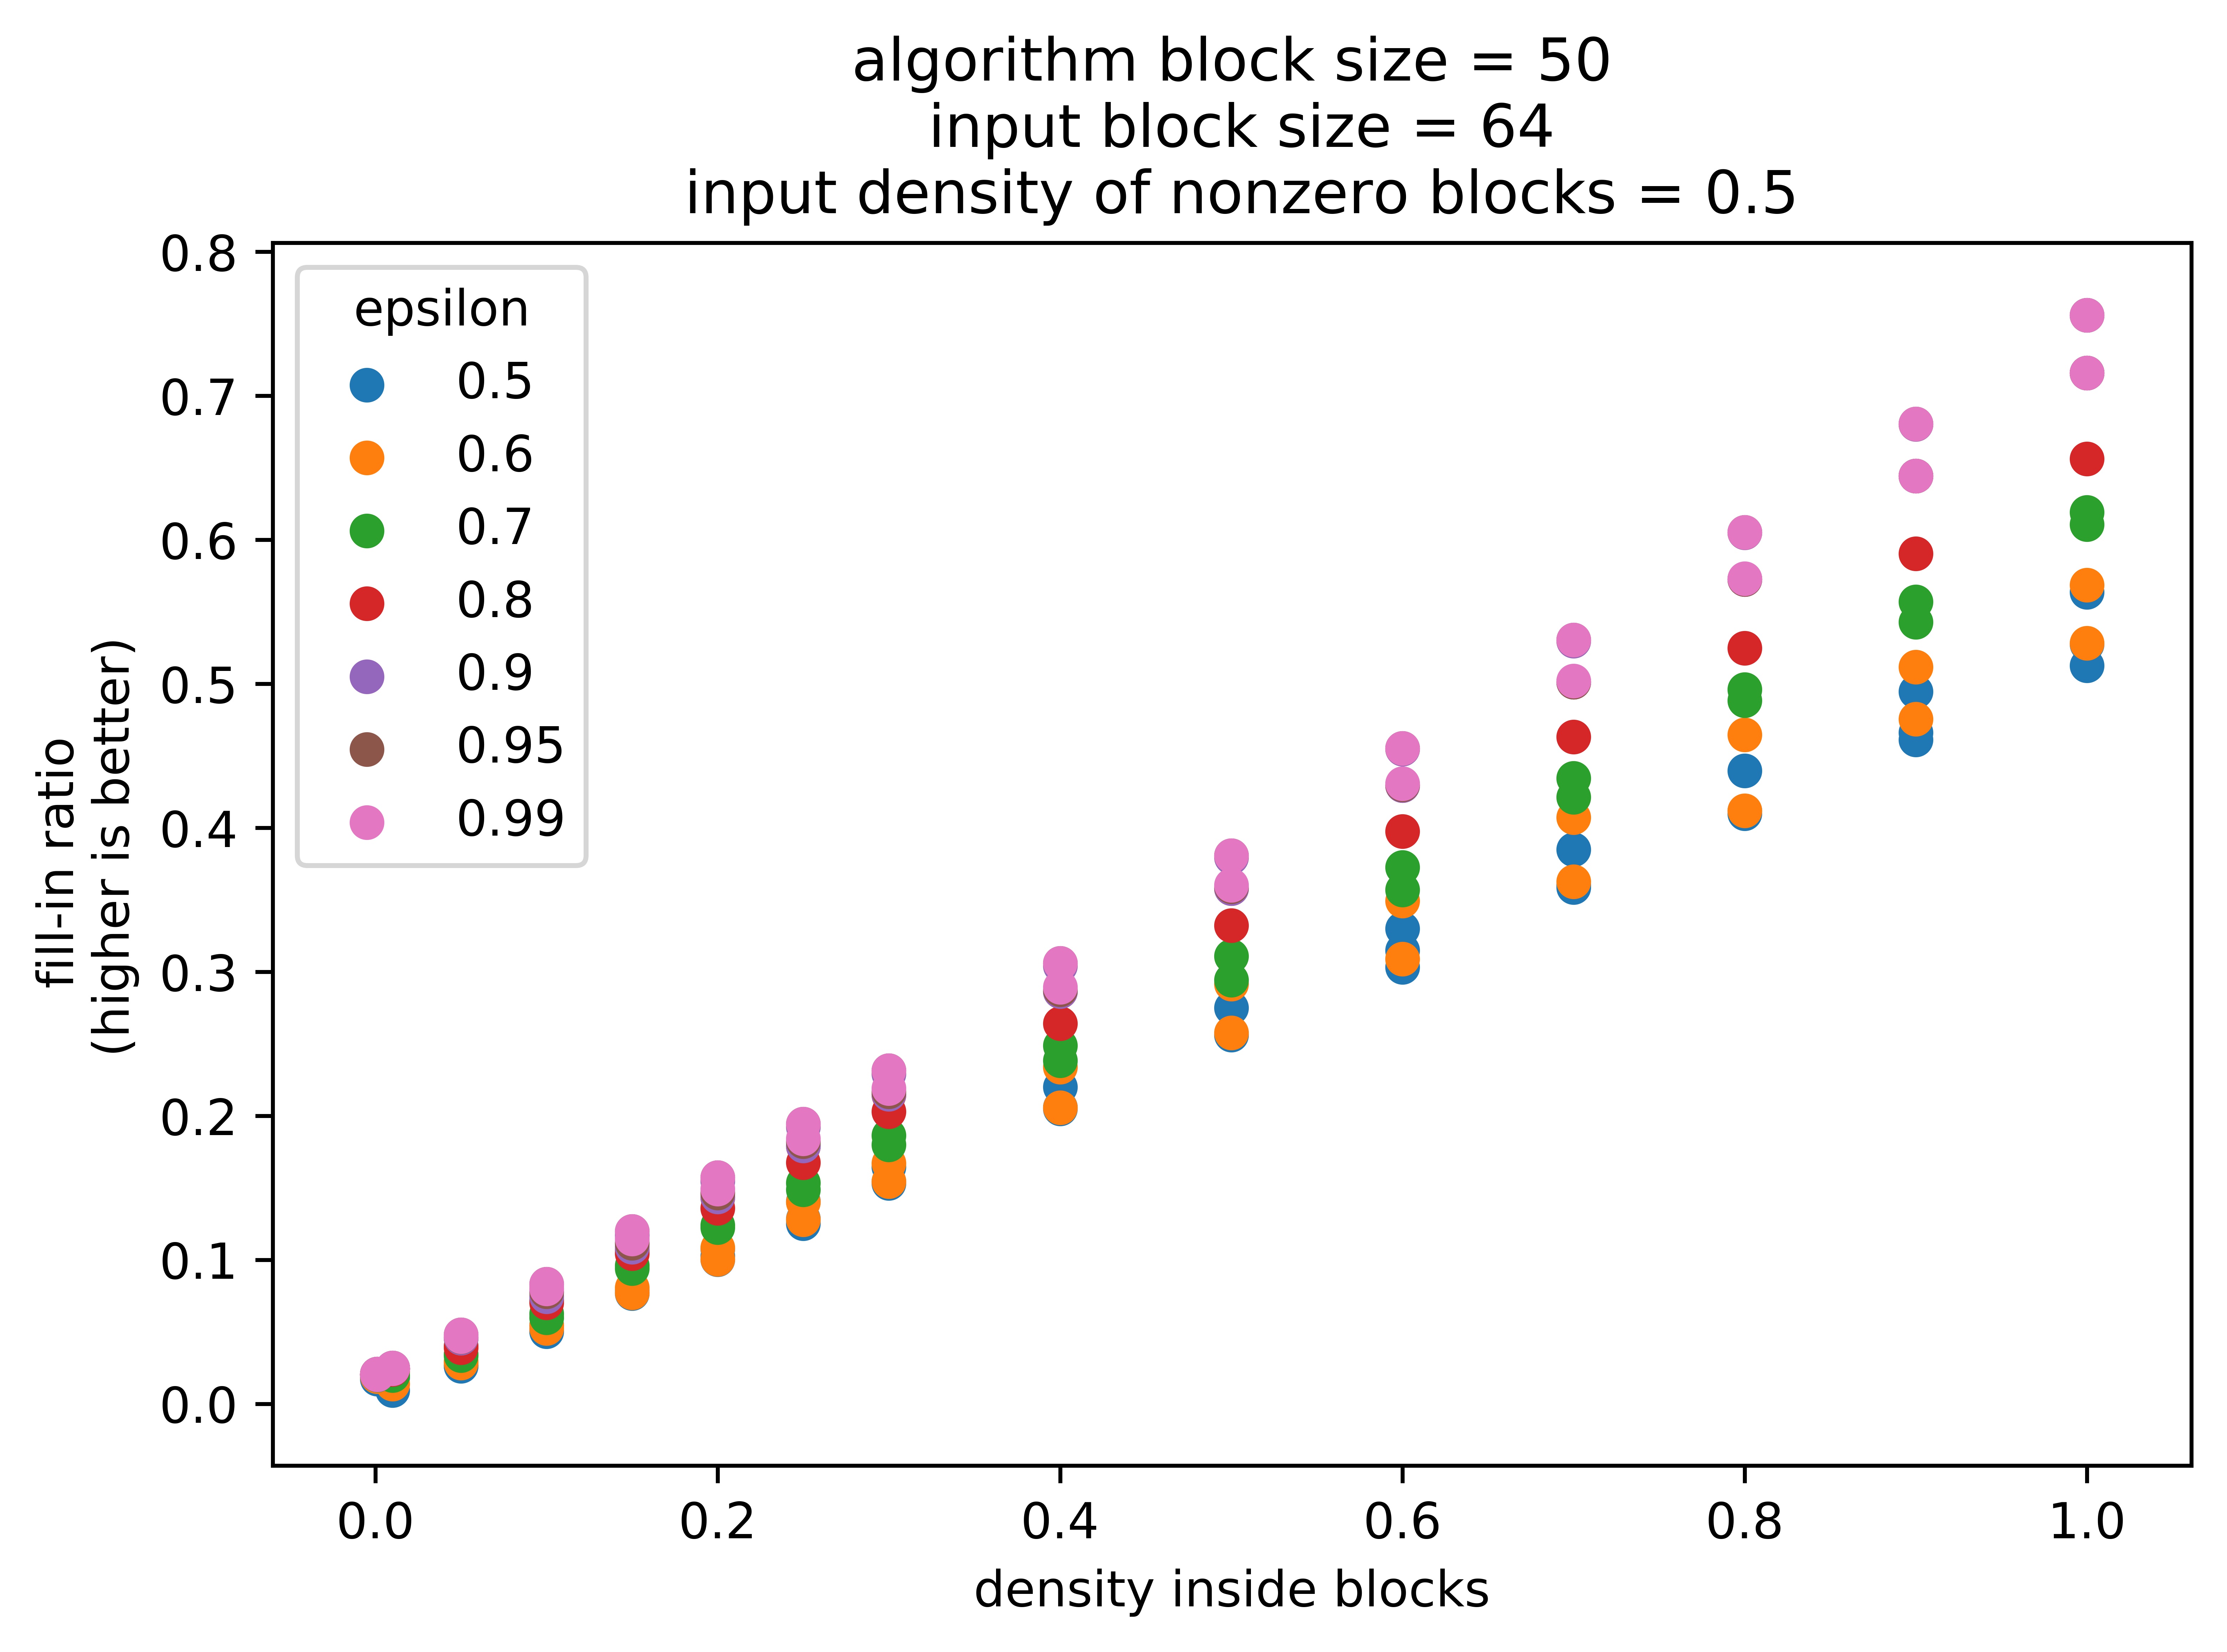 algorithm block size = 50
input block size = 64
input density of nonzero blocks = 0.5
0.8
0.7
0.6
0.5
0.4
0.3
0.2
0.1
0.0
fill-in ratio
(higher is better)
epsilon
0.5
0.6
0.7
0.8
0.9
0.95
0.99
0.0 0.2 0.4 0.6 0.8 1.0
density inside blocks